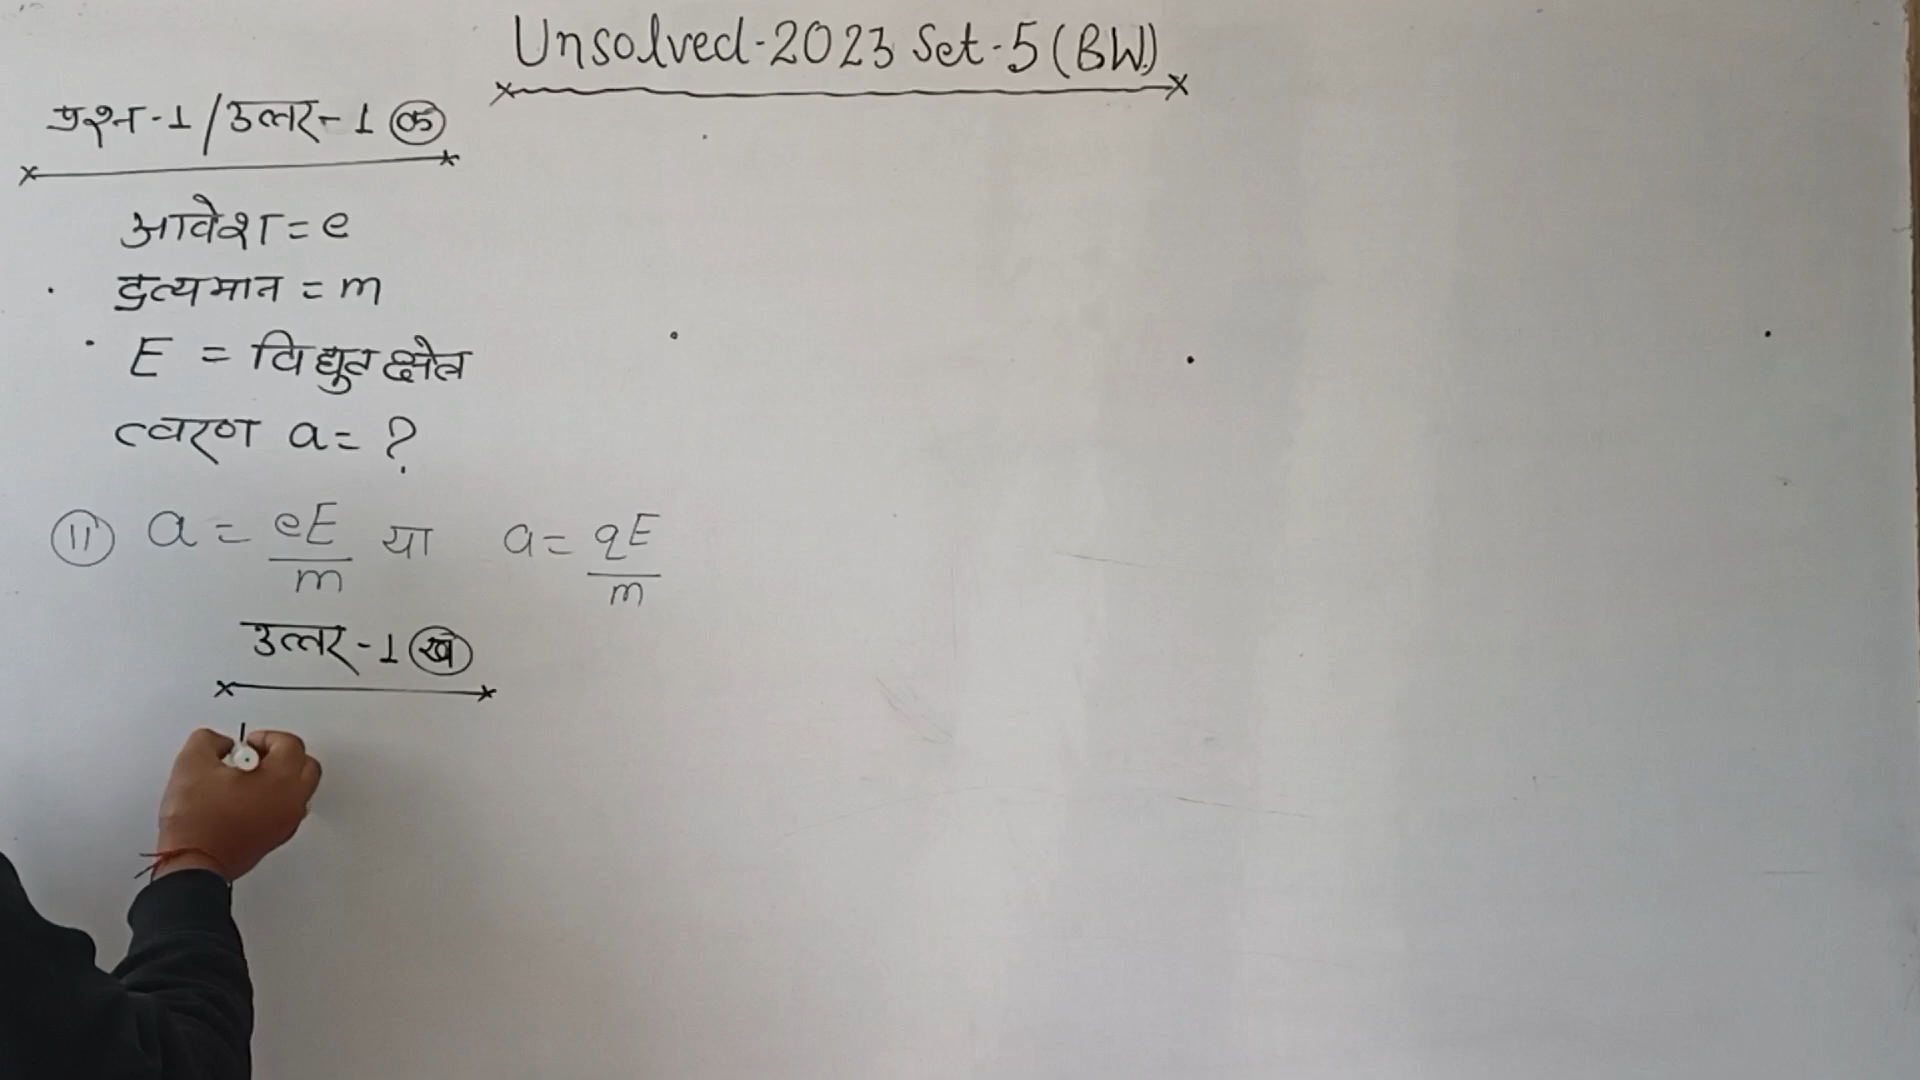 Unsolved-2023 Set-5 (BW)
प्रश्न-1/उत्तर-1 (क)
आवेश = e
द्रव्यमान = m
E = विद्युत क्षेत्र
त्वरण a = ?
(11) a = eE/m या a = qE/m
उत्तर-1 (ख)